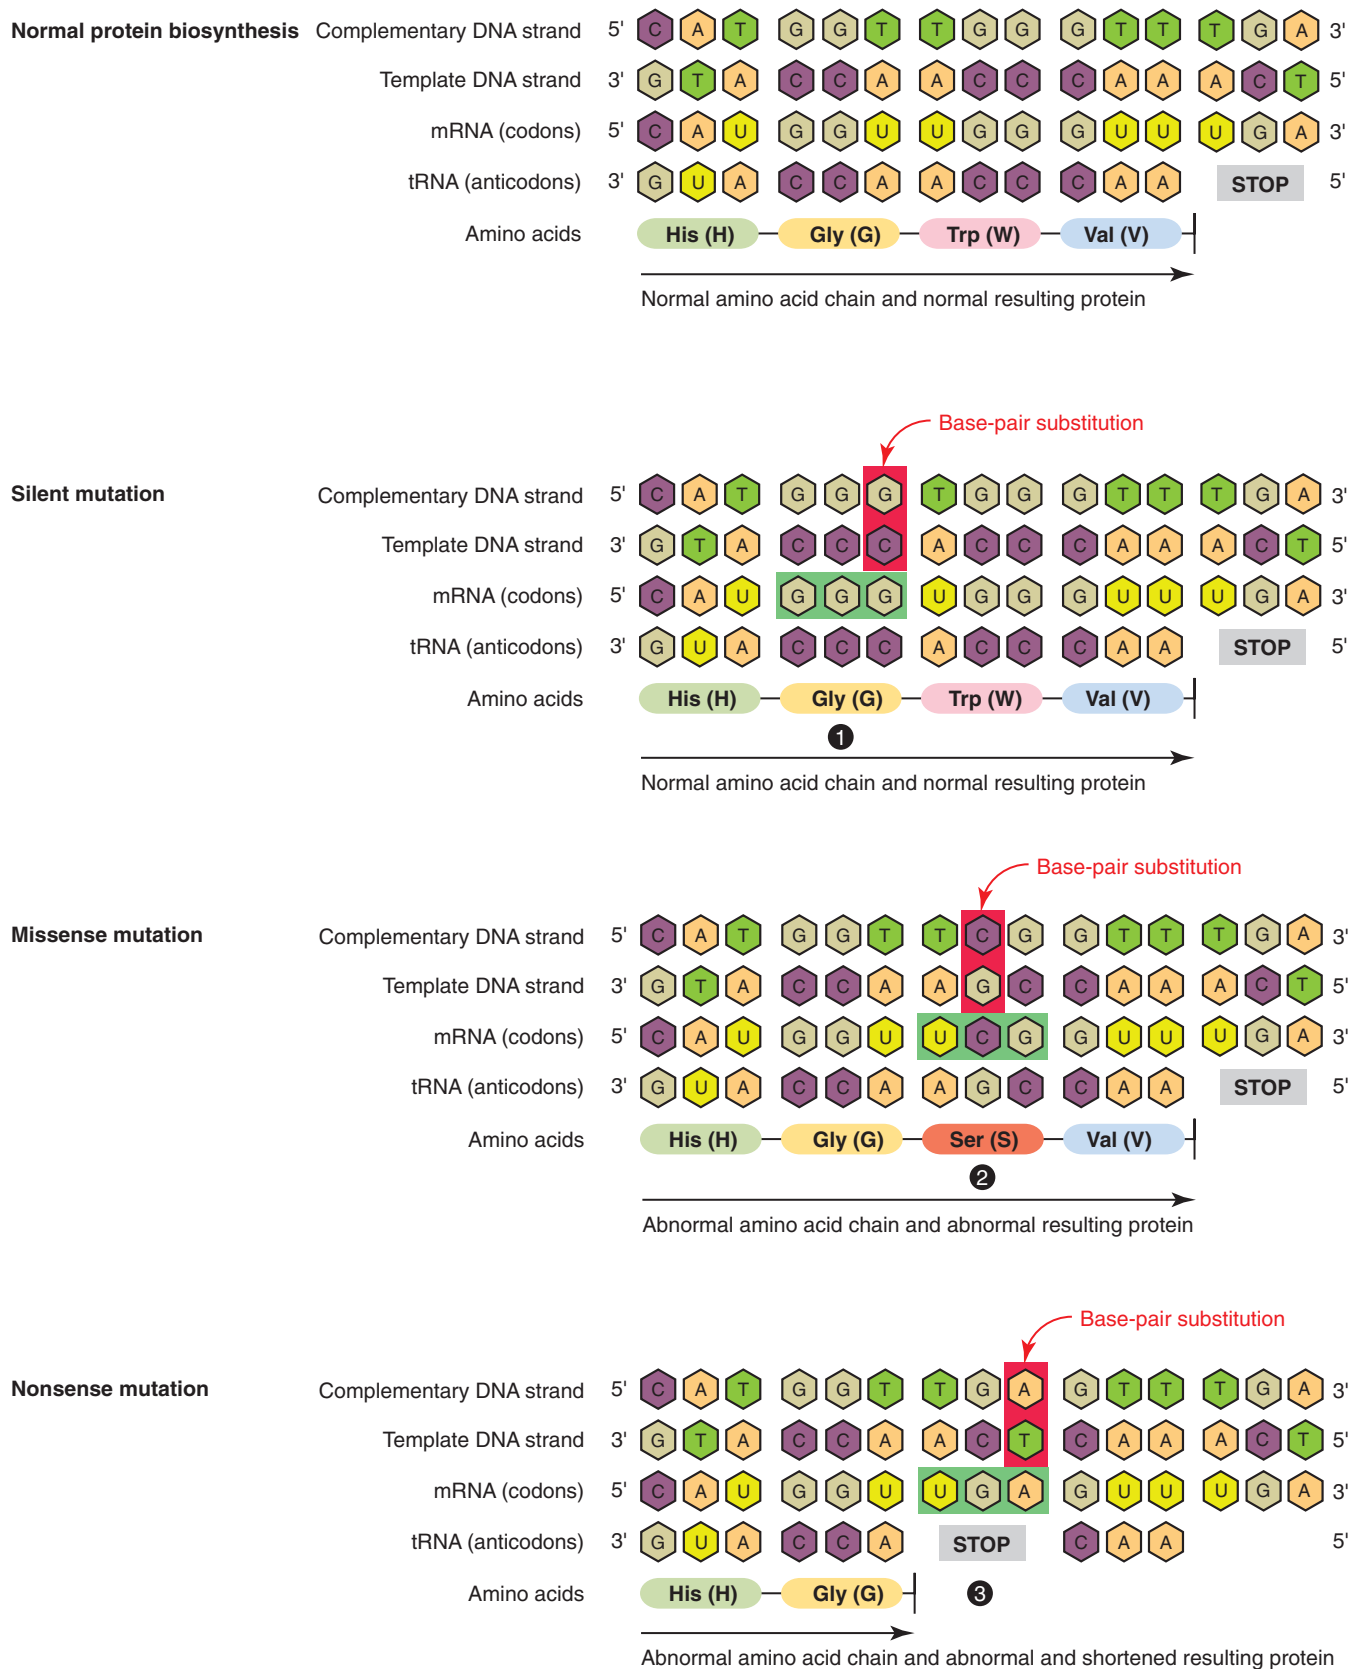 Normal protein biosynthesis Complementary DNA strand 5' C A T G G T T G G G T T T G A 3'
Template DNA strand 3' G T A C C A A C C C A A A C T 5'
mRNA (codons) 5' C A U G G U U G G G U U U G A 3'
tRNA (anticodons) 3' G U A C C A A C C C A A STOP 5'
Amino acids His (H) Gly (G) Trp (W) Val (V)
Normal amino acid chain and normal resulting protein
Base-pair substitution
Silent mutation Complementary DNA strand 5' C A T G G G T G G G T T T G A 3'
Template DNA strand 3' G T A C C C A C C C A A A C T 5'
mRNA (codons) 5' C A U G G G U G G G U U U G A 3'
tRNA (anticodons) 3' G U A C C C A C C C A A STOP 5'
Amino acids His (H) Gly (G) Trp (W) Val (V)
1
Normal amino acid chain and normal resulting protein
Base-pair substitution
Missense mutation Complementary DNA strand 5' C A T G G T T C G G T T T G A 3'
Template DNA strand 3' G T A C C A A G C C A A A C T 5'
mRNA (codons) 5' C A U G G U U C G G U U U G A 3'
tRNA (anticodons) 3' G U A C C A A G C C A A STOP 5'
Amino acids His (H) Gly (G) Ser (S) Val (V)
2
Abnormal amino acid chain and abnormal resulting protein
Base-pair substitution
Nonsense mutation Complementary DNA strand 5' C A T G G T T G A G T T T G A 3'
Template DNA strand 3' G T A C C A A C T C A A A C T 5'
mRNA (codons) 5' C A U G G U U G A G U U U G A 3'
tRNA (anticodons) 3' G U A C C A STOP C A A 5'
Amino acids His (H) Gly (G) 3
Abnormal amino acid chain and abnormal and shortened resulting protein